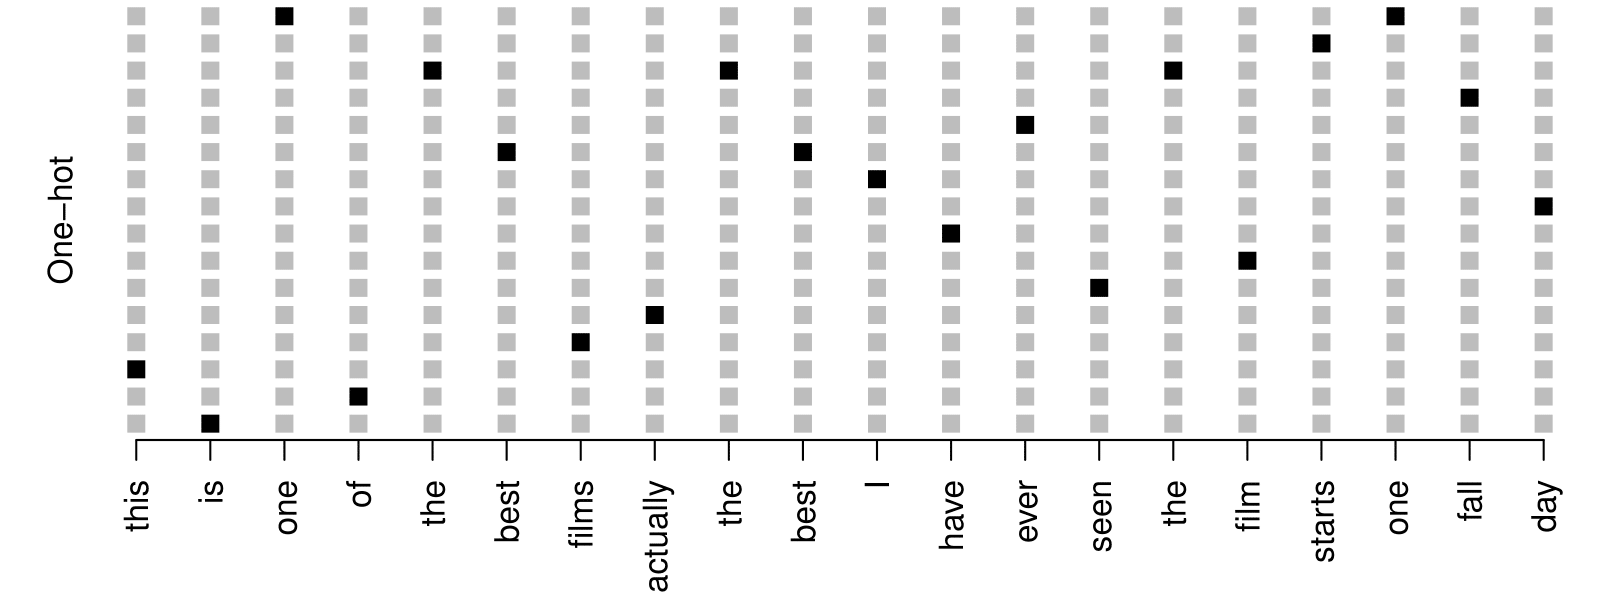 One–hot
this
is
one
of
the
best
films
actually
the
best
I
have
ever
seen
the
film
starts
one
fall
day